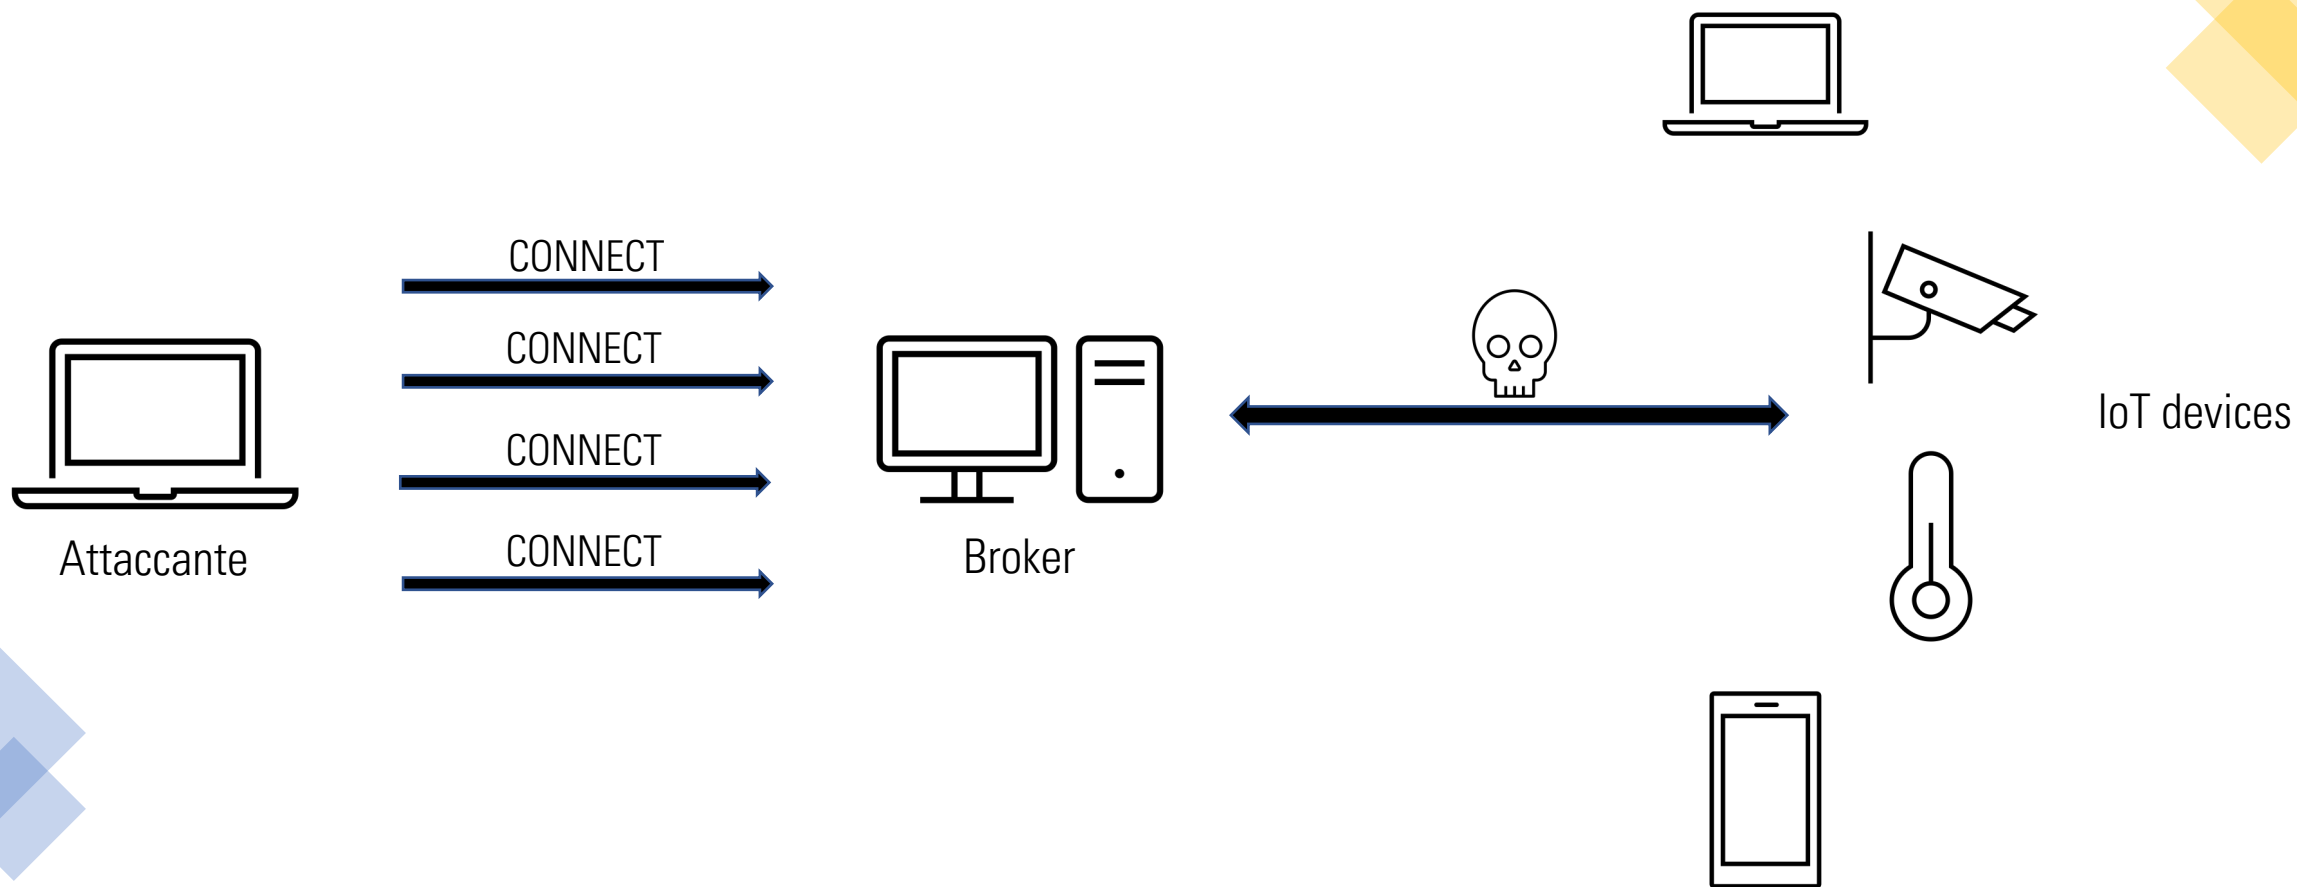 CONNECT
CONNECT
CONNECT
CONNECT
Attaccante
Broker
IoT devices